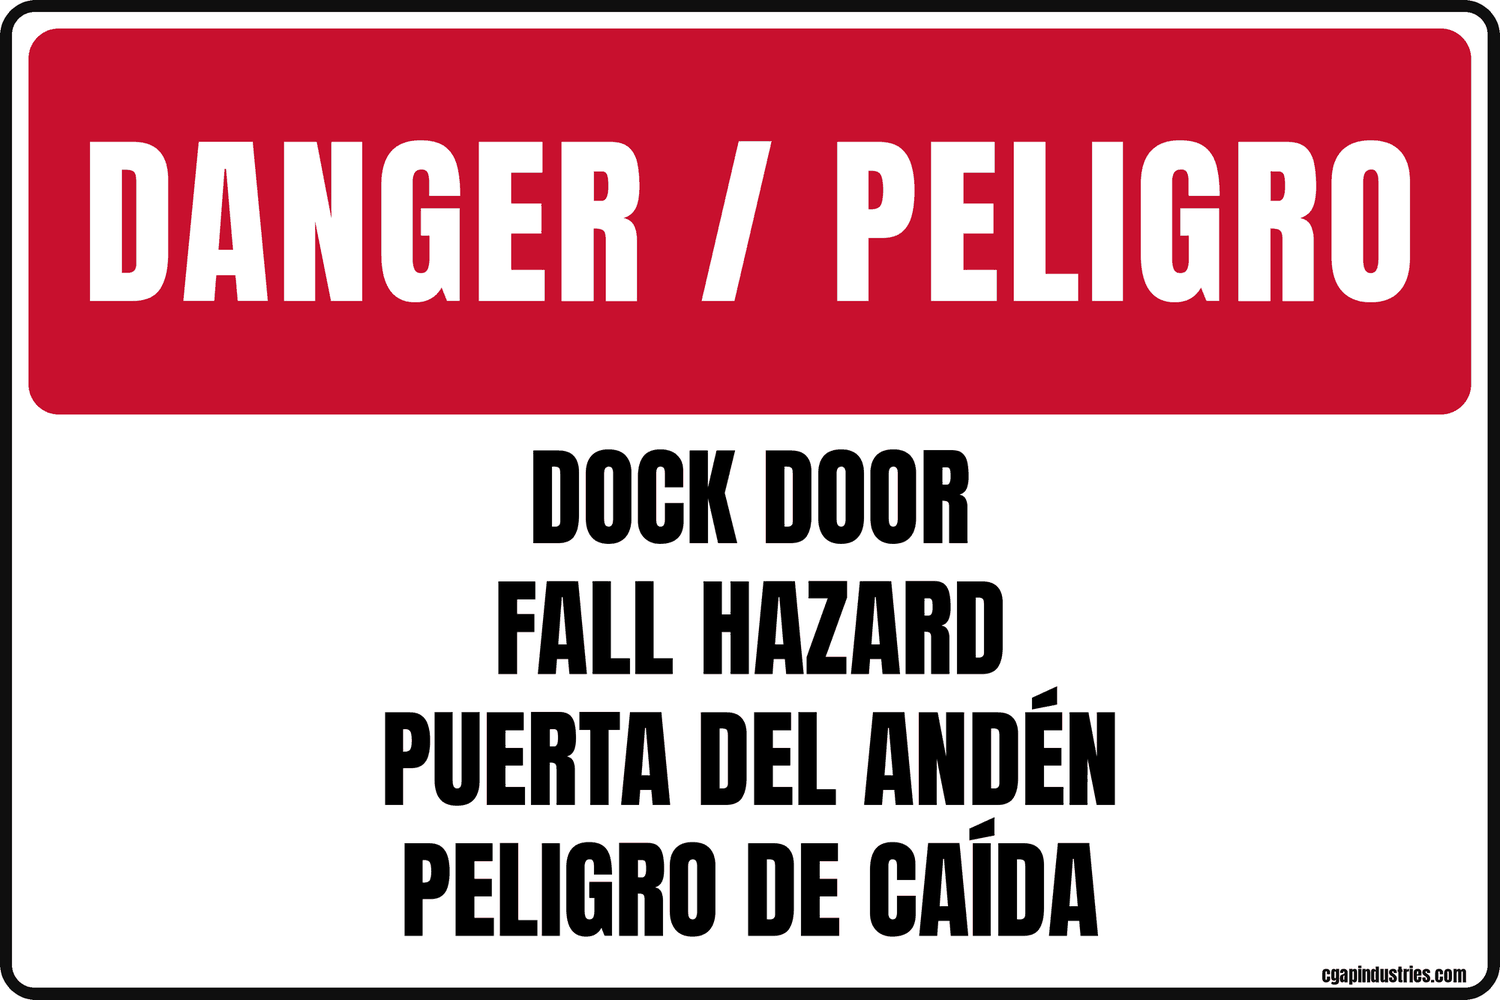 DANGER / PELIGRO
DOCK DOOR
FALL HAZARD
PUERTA DEL ANDÉN
PELIGRO DE CAÍDA
cgapindustries.com